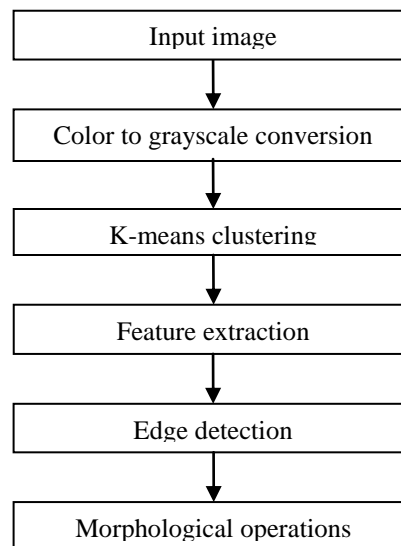 Input image
Color to grayscale conversion
K-means clustering
Feature extraction
Edge detection
Morphological operations